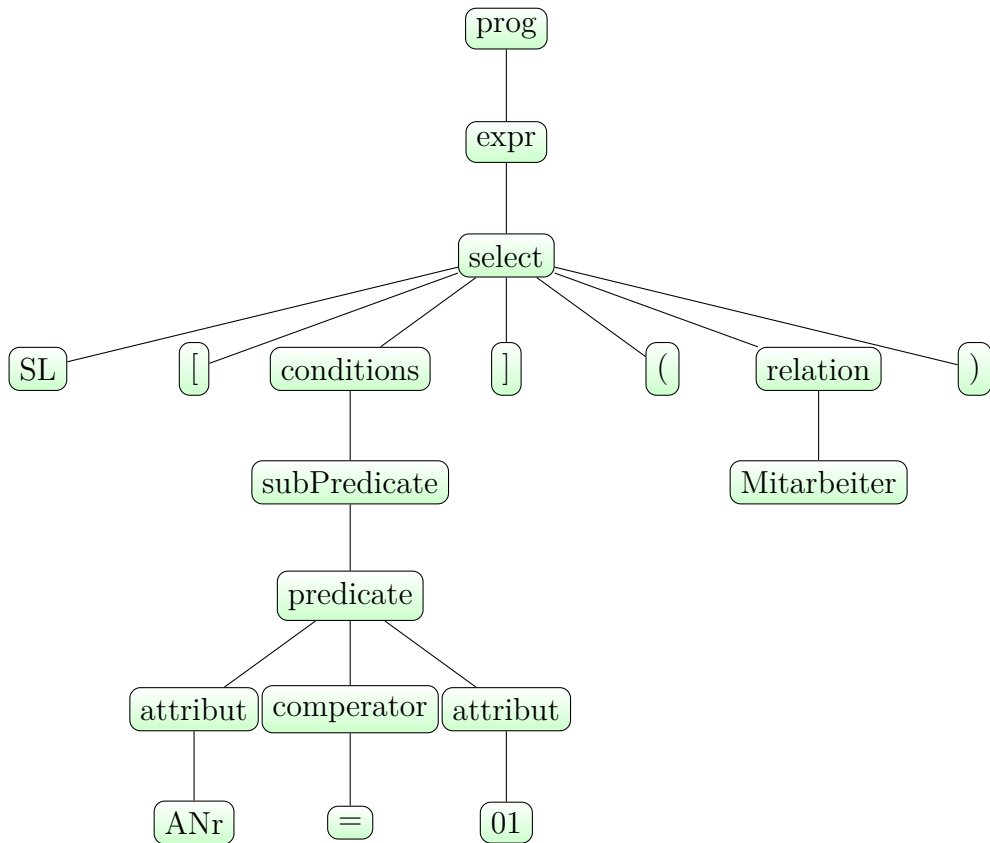 prog
expr
select
SL [ conditions ] ( relation )
subPredicate Mitarbeiter
predicate
attribut comperator attribut
ANr = 01